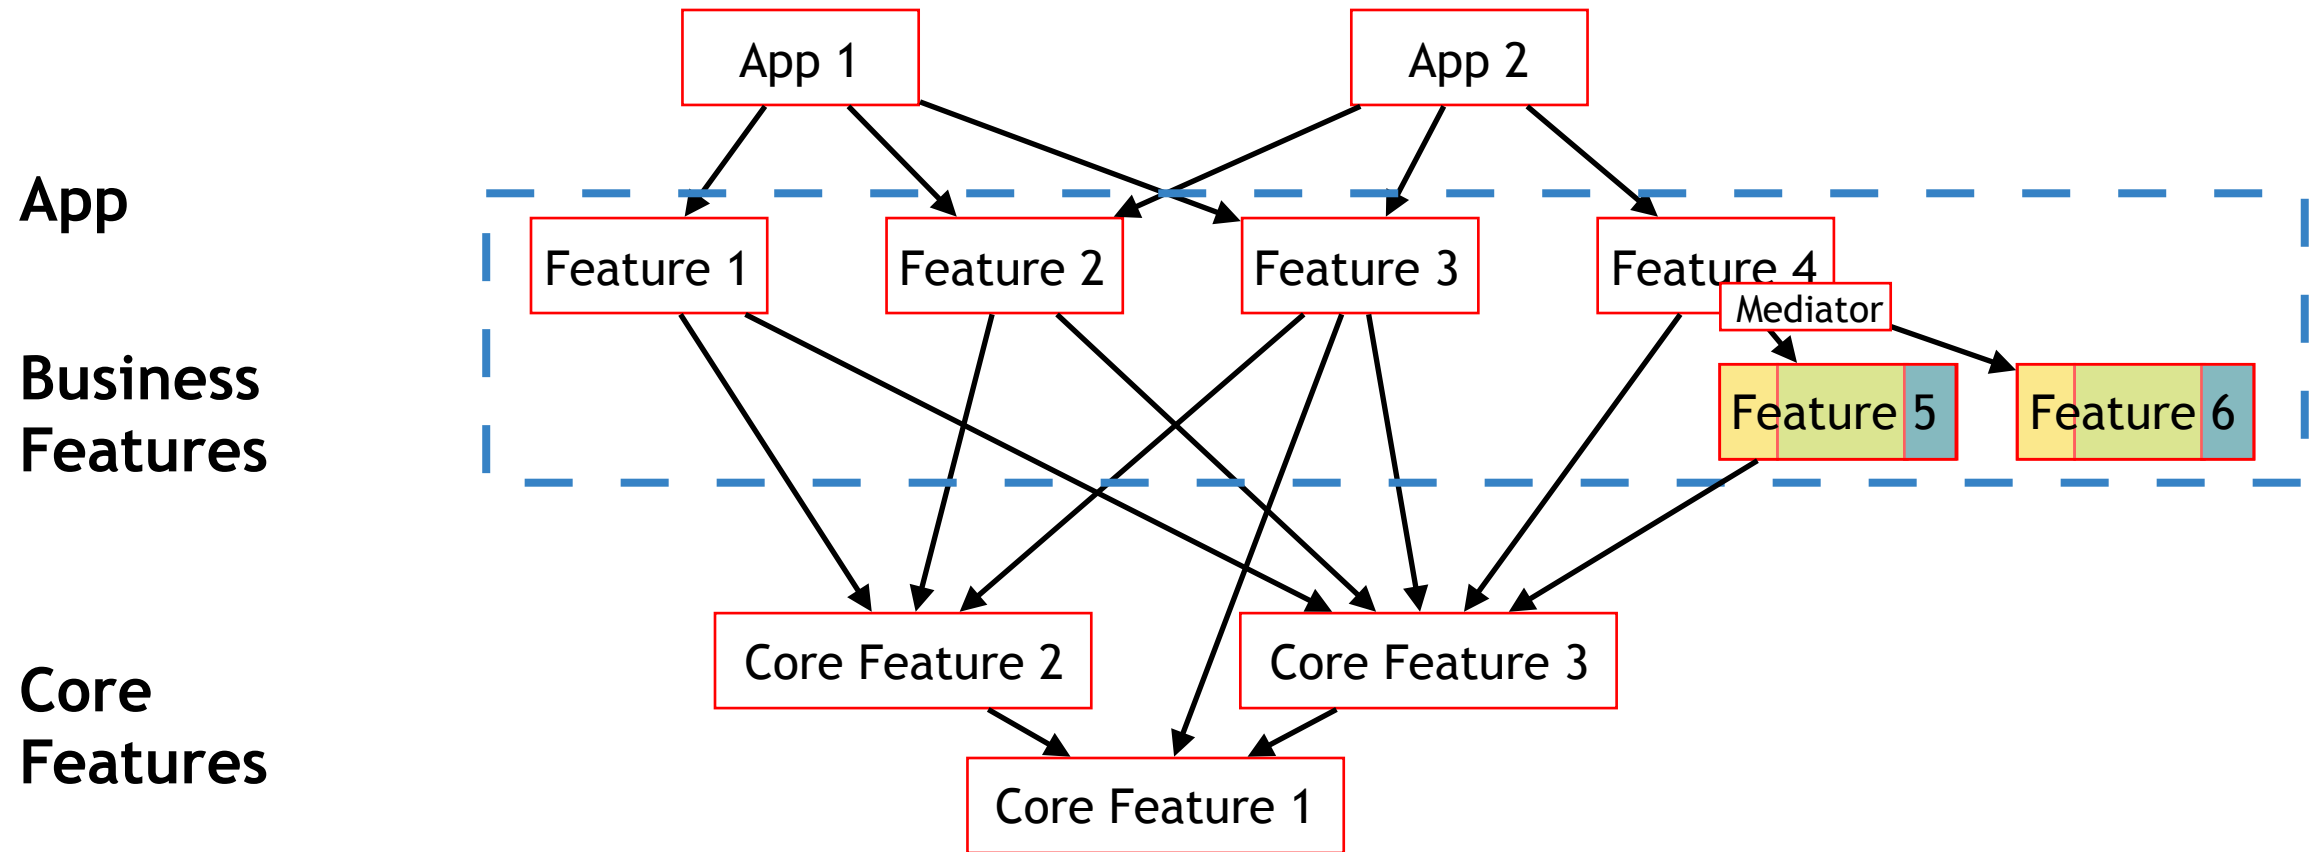 App 1
App 2
App
Feature 1
Feature 2
Feature 3
Feature 4
Mediator
Business
Features
Feature 5
Feature 6
Core Feature 2
Core Feature 3
Core
Features
Core Feature 1